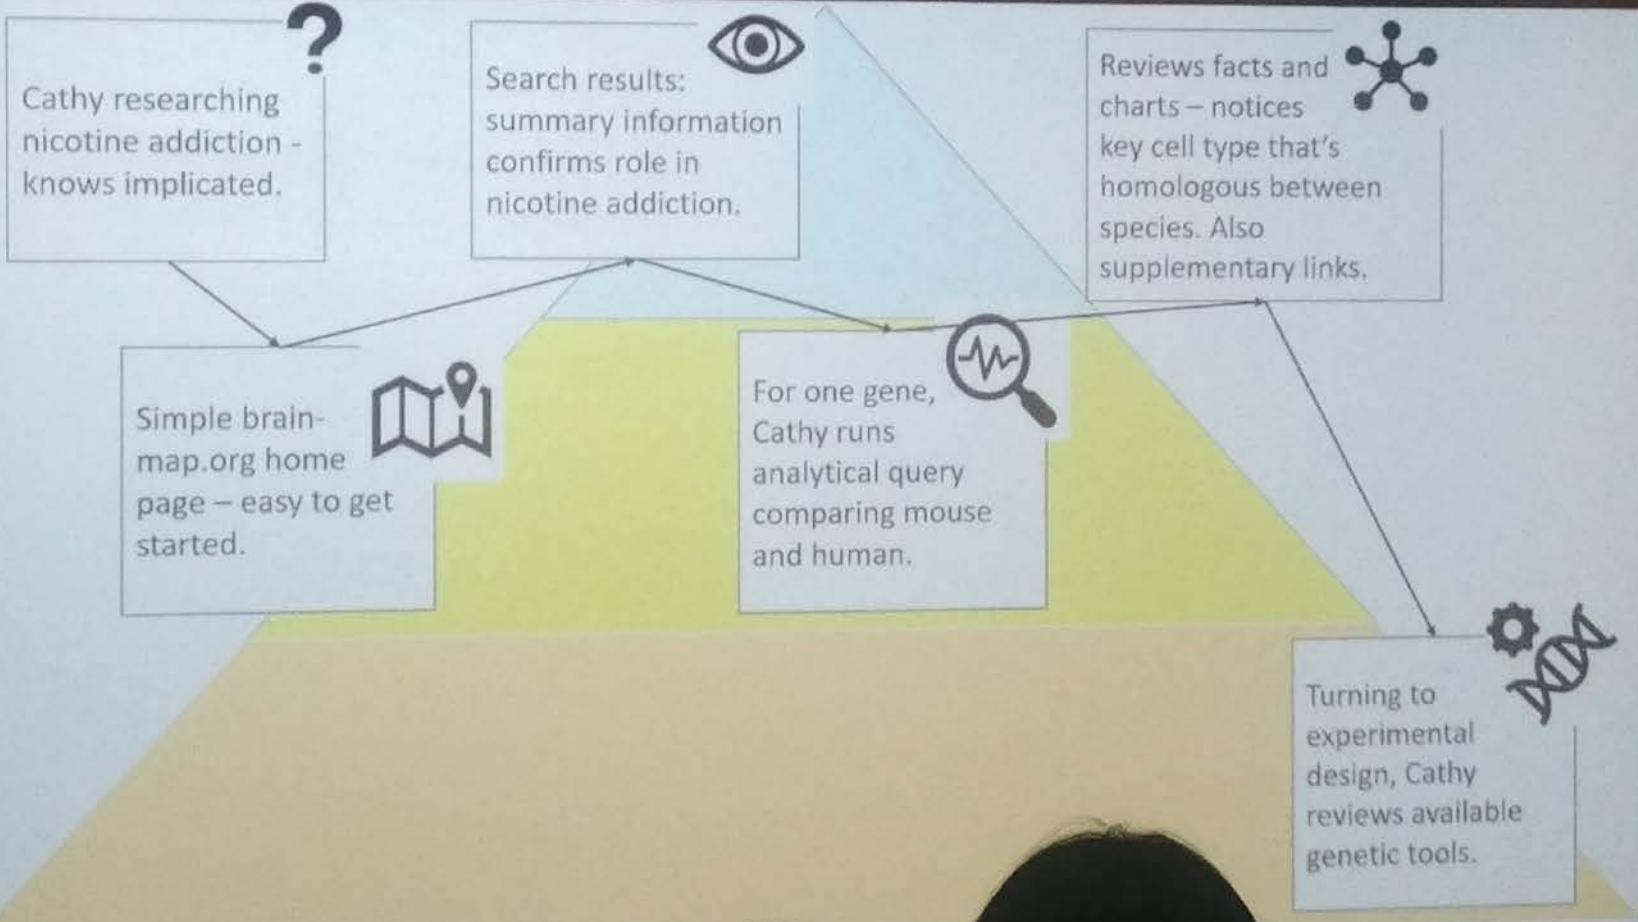 Cathy researching
nicotine addiction -
knows implicated.
Simple brain-
map.org home
page – easy to get
started.
Search results:
summary information
confirms role in
nicotine addiction.
For one gene,
Cathy runs
analytical query
comparing mouse
and human.
Reviews facts and
charts – notices
key cell type that's
homologous between
species. Also
supplementary links.
Turning to
experimental
design, Cathy
reviews available
genetic tools.